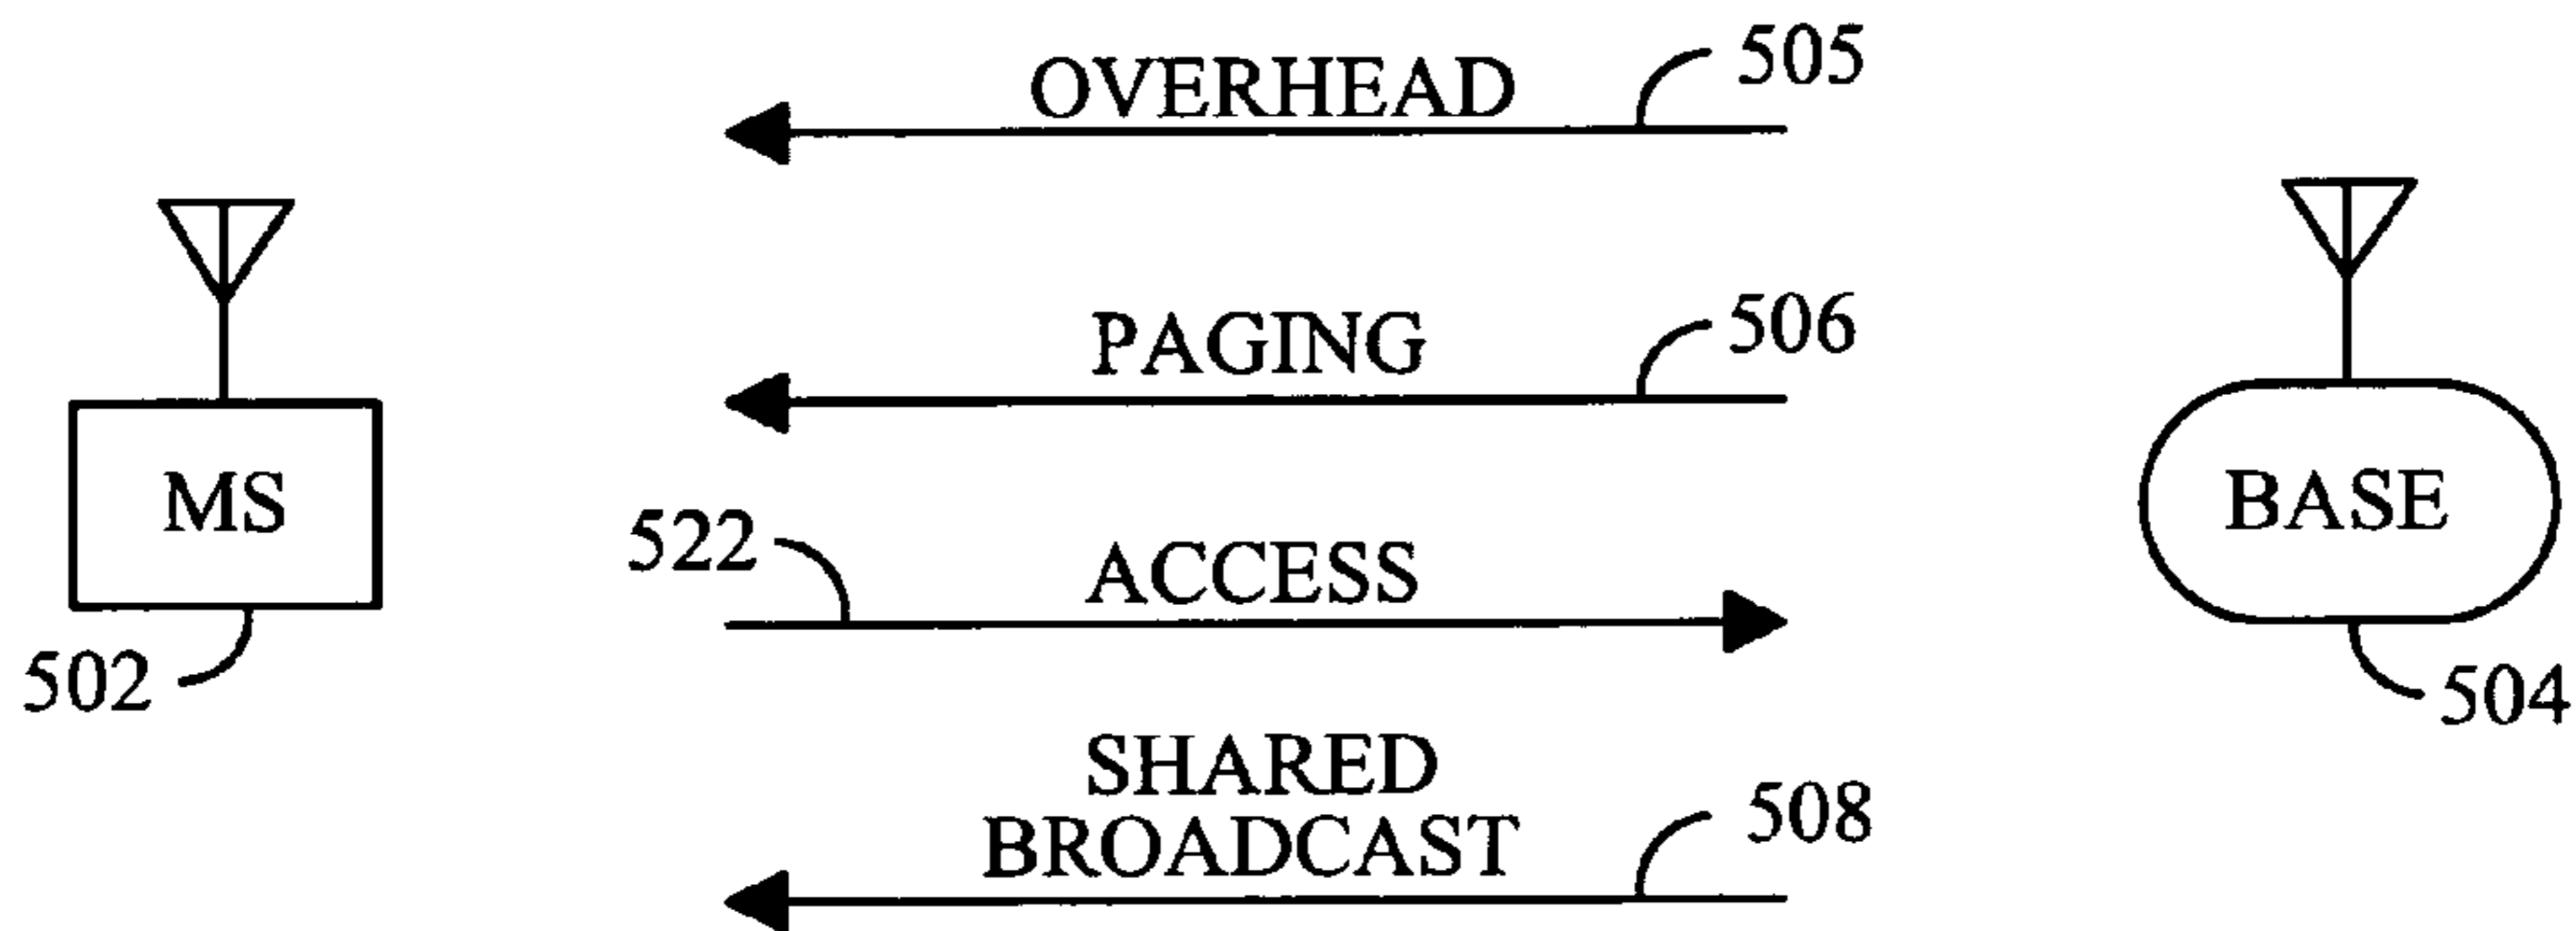 OVERHEAD
505
PAGING
506
MS
BASE
522
ACCESS
502
504
SHARED
BROADCAST
508